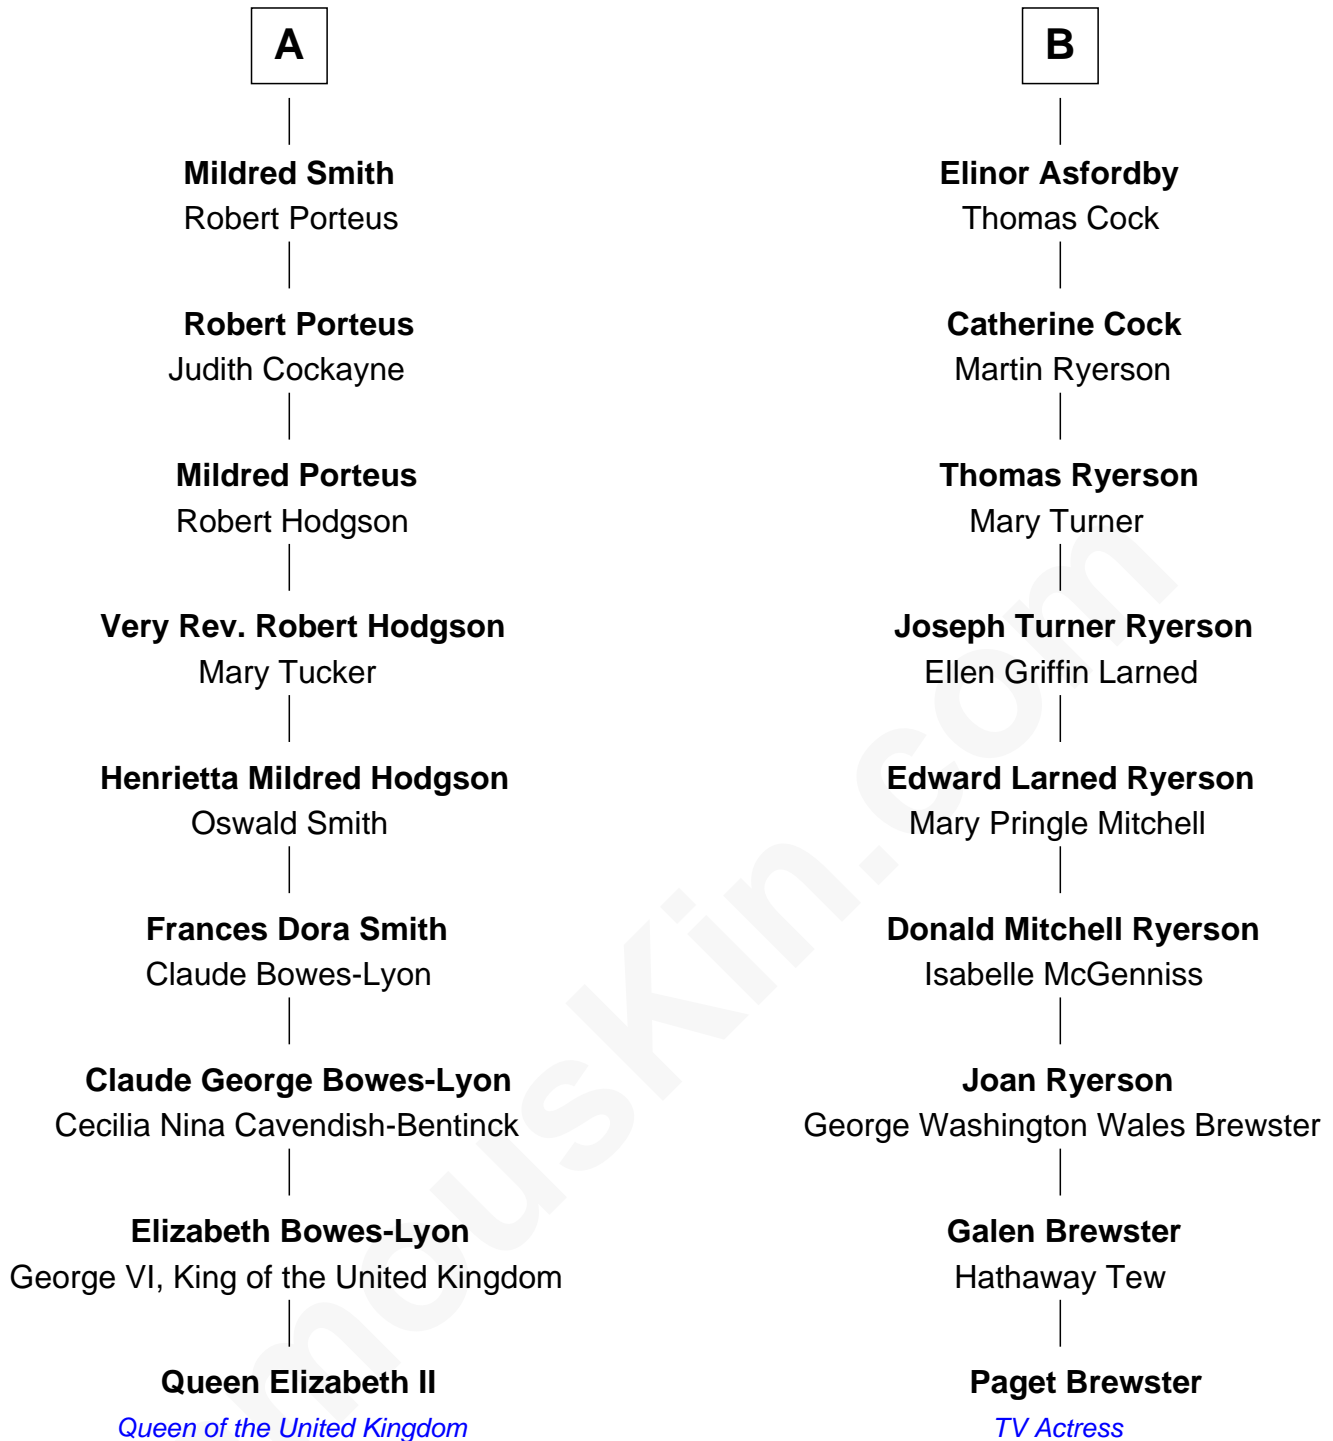 A
Mildred Smith
Robert Porteus
Robert Porteus
Judith Cockayne
Mildred Porteus
Robert Hodgson
Very Rev. Robert Hodgson
Mary Tucker
Henrietta Mildred Hodgson
Oswald Smith
Frances Dora Smith
Claude Bowes-Lyon
Claude George Bowes-Lyon
Cecilia Nina Cavendish-Bentinck
Elizabeth Bowes-Lyon
George VI, King of the United Kingdom
Queen Elizabeth II
Queen of the United Kingdom
B
Elinor Asfordby
Thomas Cock
Catherine Cock
Martin Ryerson
Thomas Ryerson
Mary Turner
Joseph Turner Ryerson
Ellen Griffin Larned
Edward Larned Ryerson
Mary Pringle Mitchell
Donald Mitchell Ryerson
Isabelle McGenniss
Joan Ryerson
George Washington Wales Brewster
Galen Brewster
Hathaway Tew
Paget Brewster
TV Actress
mousKin.com